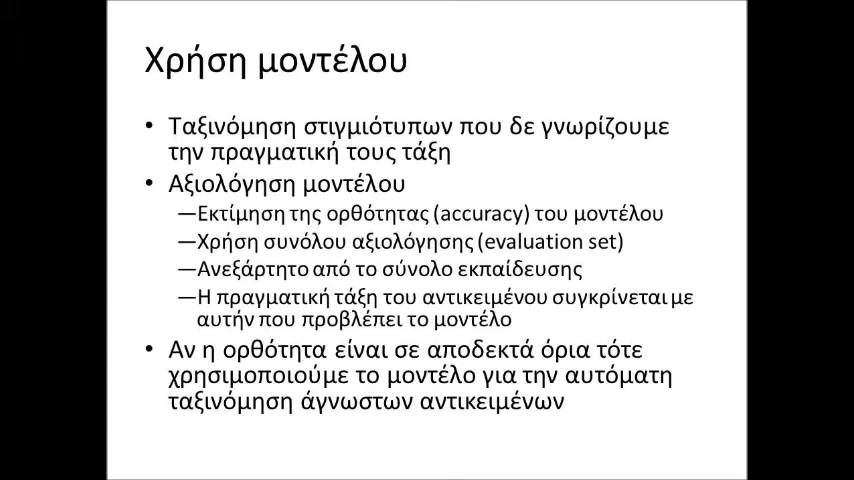 Χρήση μοντέλου
• Ταξινόμηση στιγμιότυπων που δε γνωρίζουμε
την πραγματική τους τάξη
• Αξιολόγηση μοντέλου
—Εκτίμηση της ορθότητας (accuracy) του μοντέλου
—Χρήση συνόλου αξιολόγησης (evaluation set)
—Ανεξάρτητο από το σύνολο εκπαίδευσης
—Η πραγματική τάξη του αντικειμένου συγκρίνεται με
αυτήν που προβλέπει το μοντέλο
• Αν η ορθότητα είναι σε αποδεκτά όρια τότε
χρησιμοποιούμε το μοντέλο για την αυτόματη
ταξινόμηση άγνωστων αντικειμένων